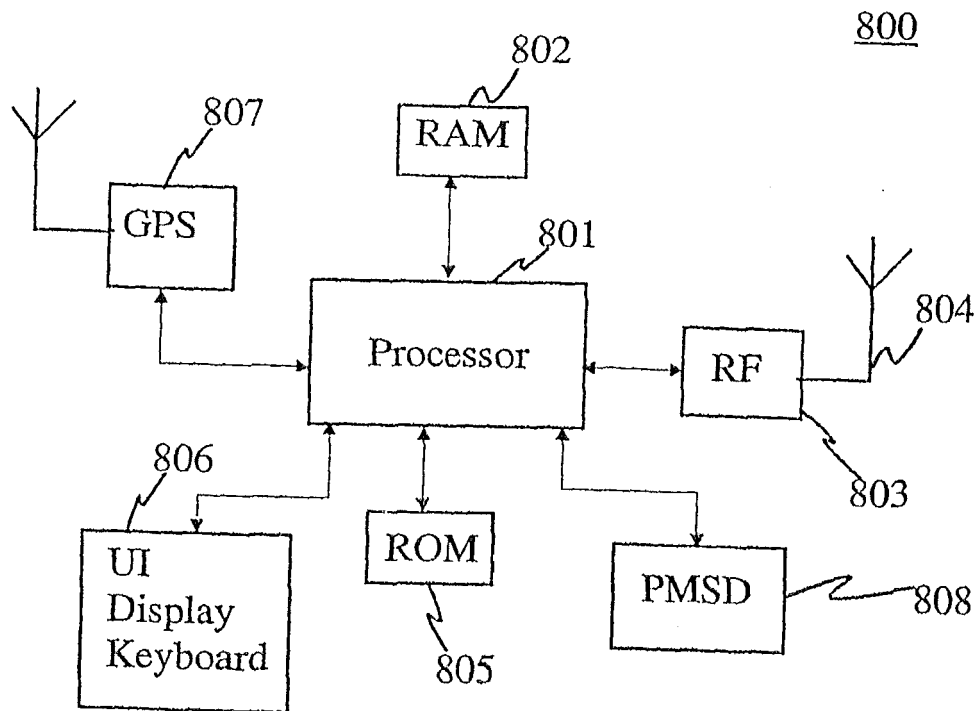 800
802
807
RAM
GPS
801
804
Processor
RF
806
803
UI
Display
Keyboard
ROM
PMSD
808
805